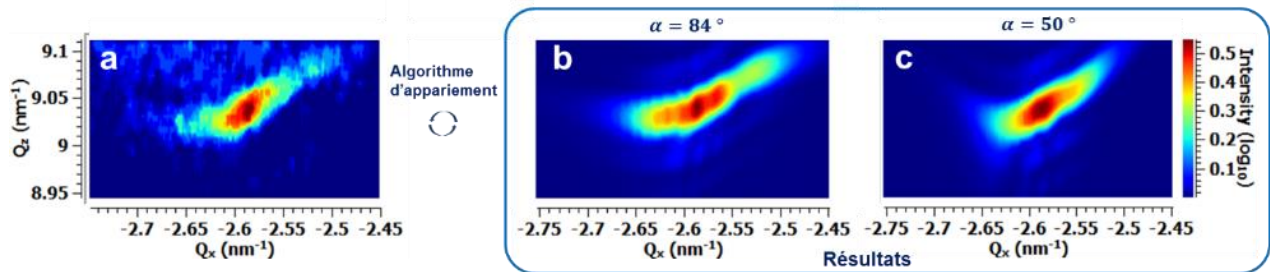 α = 84 °
α = 50 °
a
b
c
Q_z (nm⁻¹)
9.1
9.05
9
8.95
-2.7 -2.65 -2.6 -2.55 -2.5 -2.45
Qₓ (nm⁻¹)
Algorithme
d'appariement
-2.75 -2.7 -2.65 -2.6 -2.55 -2.5 -2.45
Qₓ (nm⁻¹)
-2.75 -2.7 -2.65 -2.6 -2.55 -2.5 -2.45
Qₓ (nm⁻¹)
0.5
0.4
0.3
0.2
0.1
Intensity (log₁₀)
Résultats